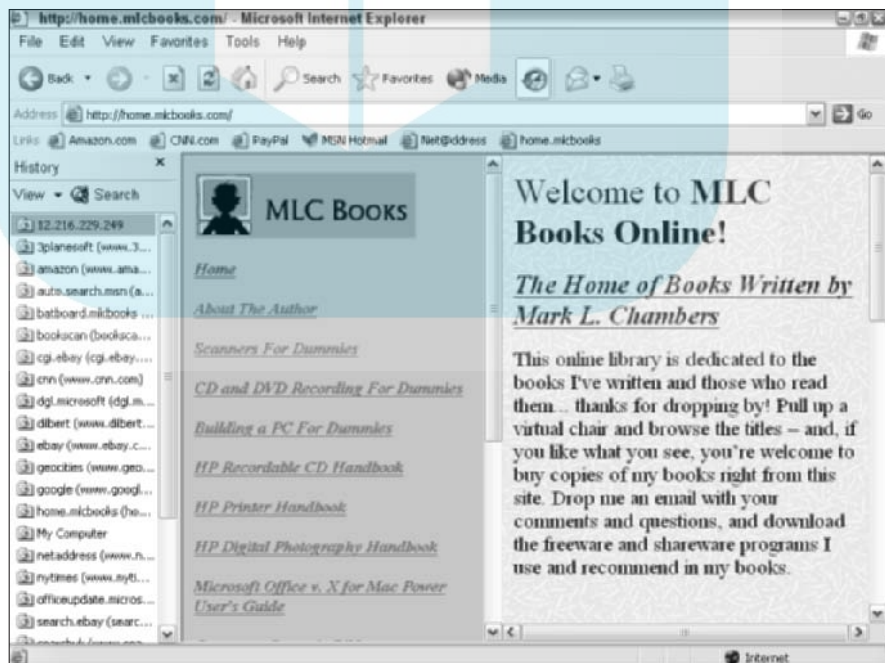 http://home.mlcbooks.com/ - Microsoft Internet Explorer
File Edit View Favorites Tools Help
Back Search Favorites Media
Address http://home.mlcbooks.com/ Go
Links Amazon.com CNN.com PayPal MSN Hotmail Net@ddress home.mlcbooks
History
View Search
12.216.229.249
3planesoft (www.3...
amazon (www.ama...
auto.search.msn (a...
batboard.mlcbooks ...
bookscan (booksca...
cgi.ebay (cgi.ebay....
cnn (www.cnn.com)
dgl.microsoft (dgl.m...
dilbert (www.dilbert...
ebay (www.ebay.c...
geocities (www.geo...
google (www.googl...
home.mlcbooks (ho...
My Computer
netaddress (www.n...
nytimes (www.nyti...
officeupdate.micros...
search.ebay (searc...
MLC BOOKS
Home
About The Author
Scanners For Dummies
CD and DVD Recording For Dummies
Building a PC For Dummies
HP Recordable CD Handbook
HP Printer Handbook
HP Digital Photography Handbook
Microsoft Office v. X for Mac Power
User's Guide
Welcome to MLC
Books Online!
The Home of Books Written by
Mark L. Chambers
This online library is dedicated to the
books I've written and those who read
them... thanks for dropping by! Pull up a
virtual chair and browse the titles – and, if
you like what you see, you're welcome to
buy copies of my books right from this
site. Drop me an email with your
comments and questions, and download
the freeware and shareware programs I
use and recommend in my books.
Internet